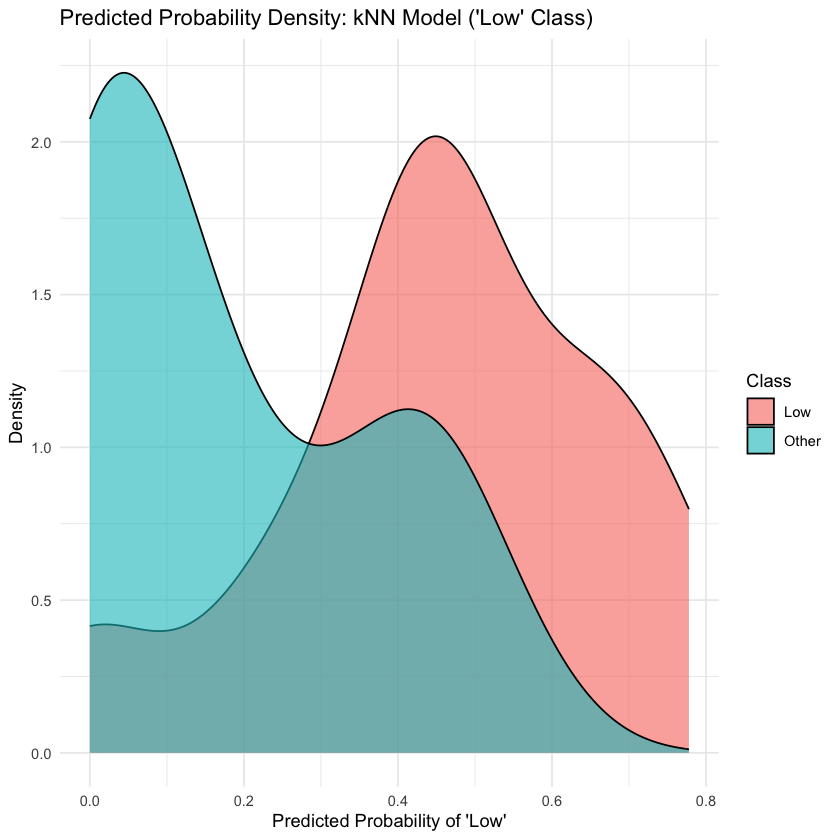 Predicted Probability Density: kNN Model ('Low' Class)
2.0
1.5
1.0
0.5
0.0
Density
0.0 0.2 0.4 0.6 0.8
Predicted Probability of 'Low'
Class
Low
Other